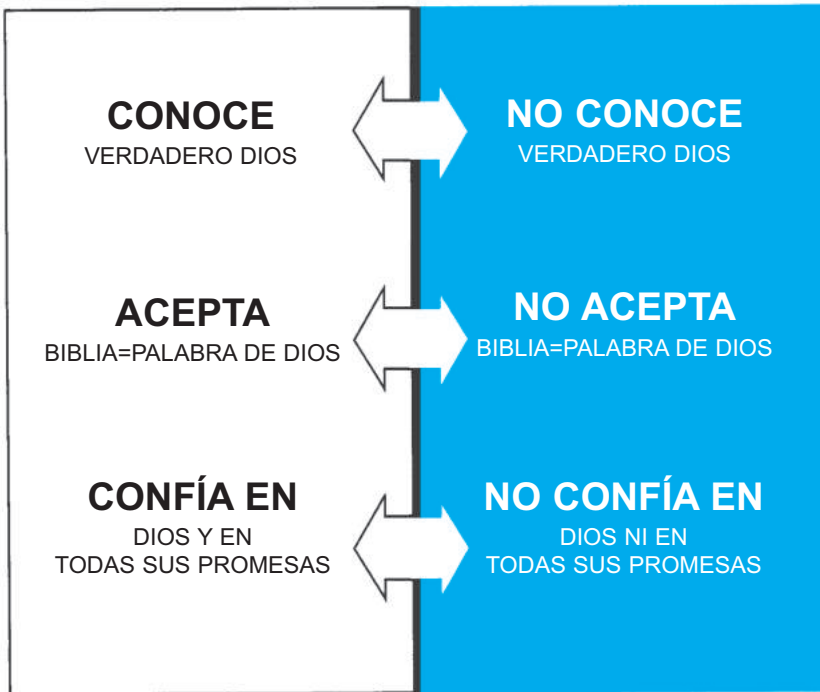 CONOCE
VERDADERO DIOS
NO CONOCE
VERDADERO DIOS
ACEPTA
BIBLIA=PALABRA DE DIOS
NO ACEPTA
BIBLIA=PALABRA DE DIOS
CONFÍA EN
DIOS Y EN
TODAS SUS PROMESAS
NO CONFÍA EN
DIOS NI EN
TODAS SUS PROMESAS